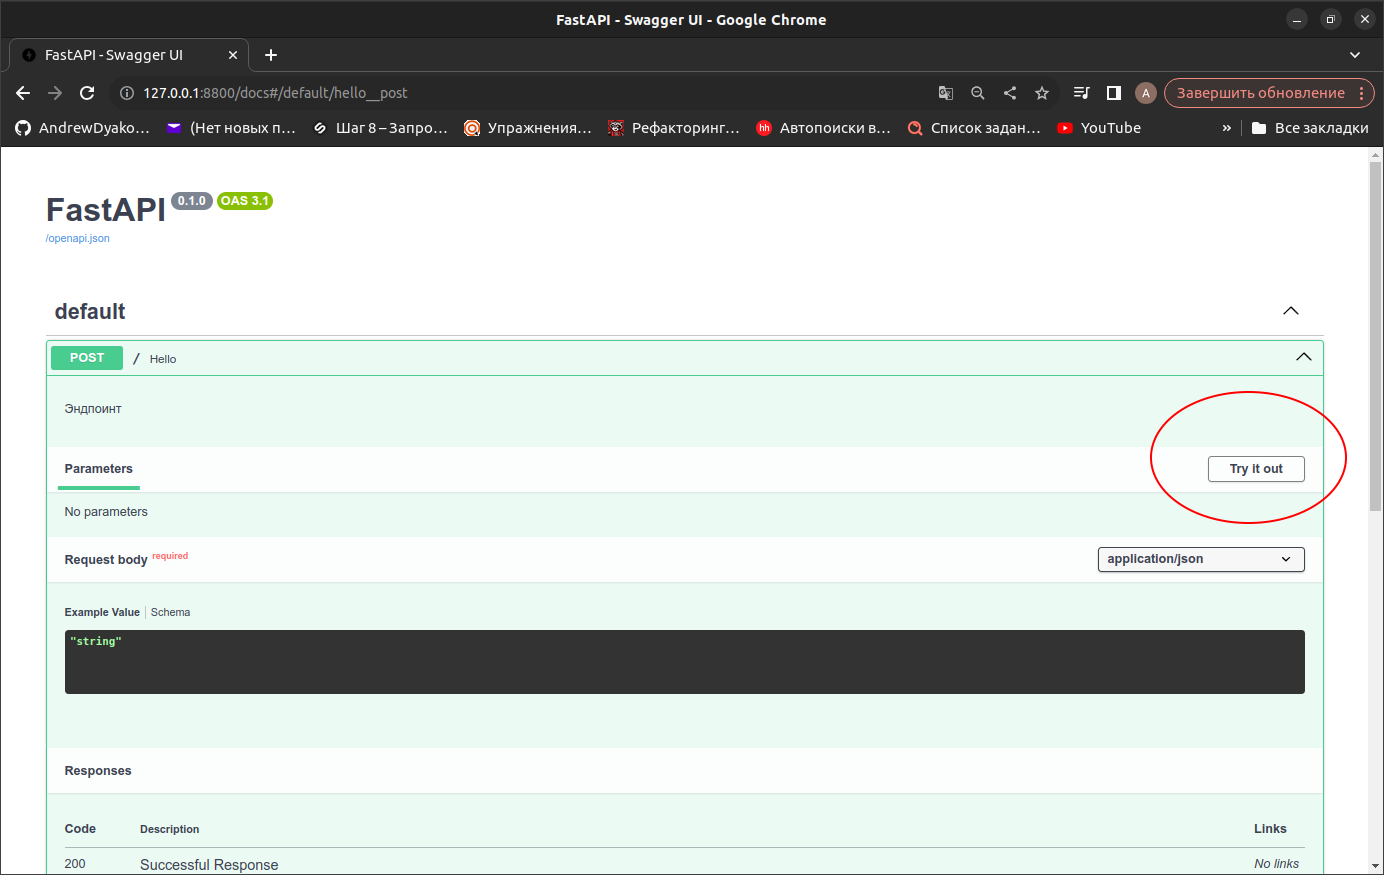 FastAPI - Swagger UI - Google Chrome
FastAPI - Swagger UI
127.0.0.1:8800/docs#/default/hello__post
A
Завершить обновление
AndrewDyako…
(Нет новых п…
Шаг 8 – Запро…
Упражнения…
Рефакторинг…
hh
Автопоиски в…
Список задан…
YouTube
»
Все закладки
FastAPI 0.1.0 OAS 3.1
/openapi.json
default
POST / Hello
Эндпоинт
Parameters
Try it out
No parameters
Request body required
application/json
Example Value Schema
"string"
Responses
Code Description Links
200 Successful Response No links